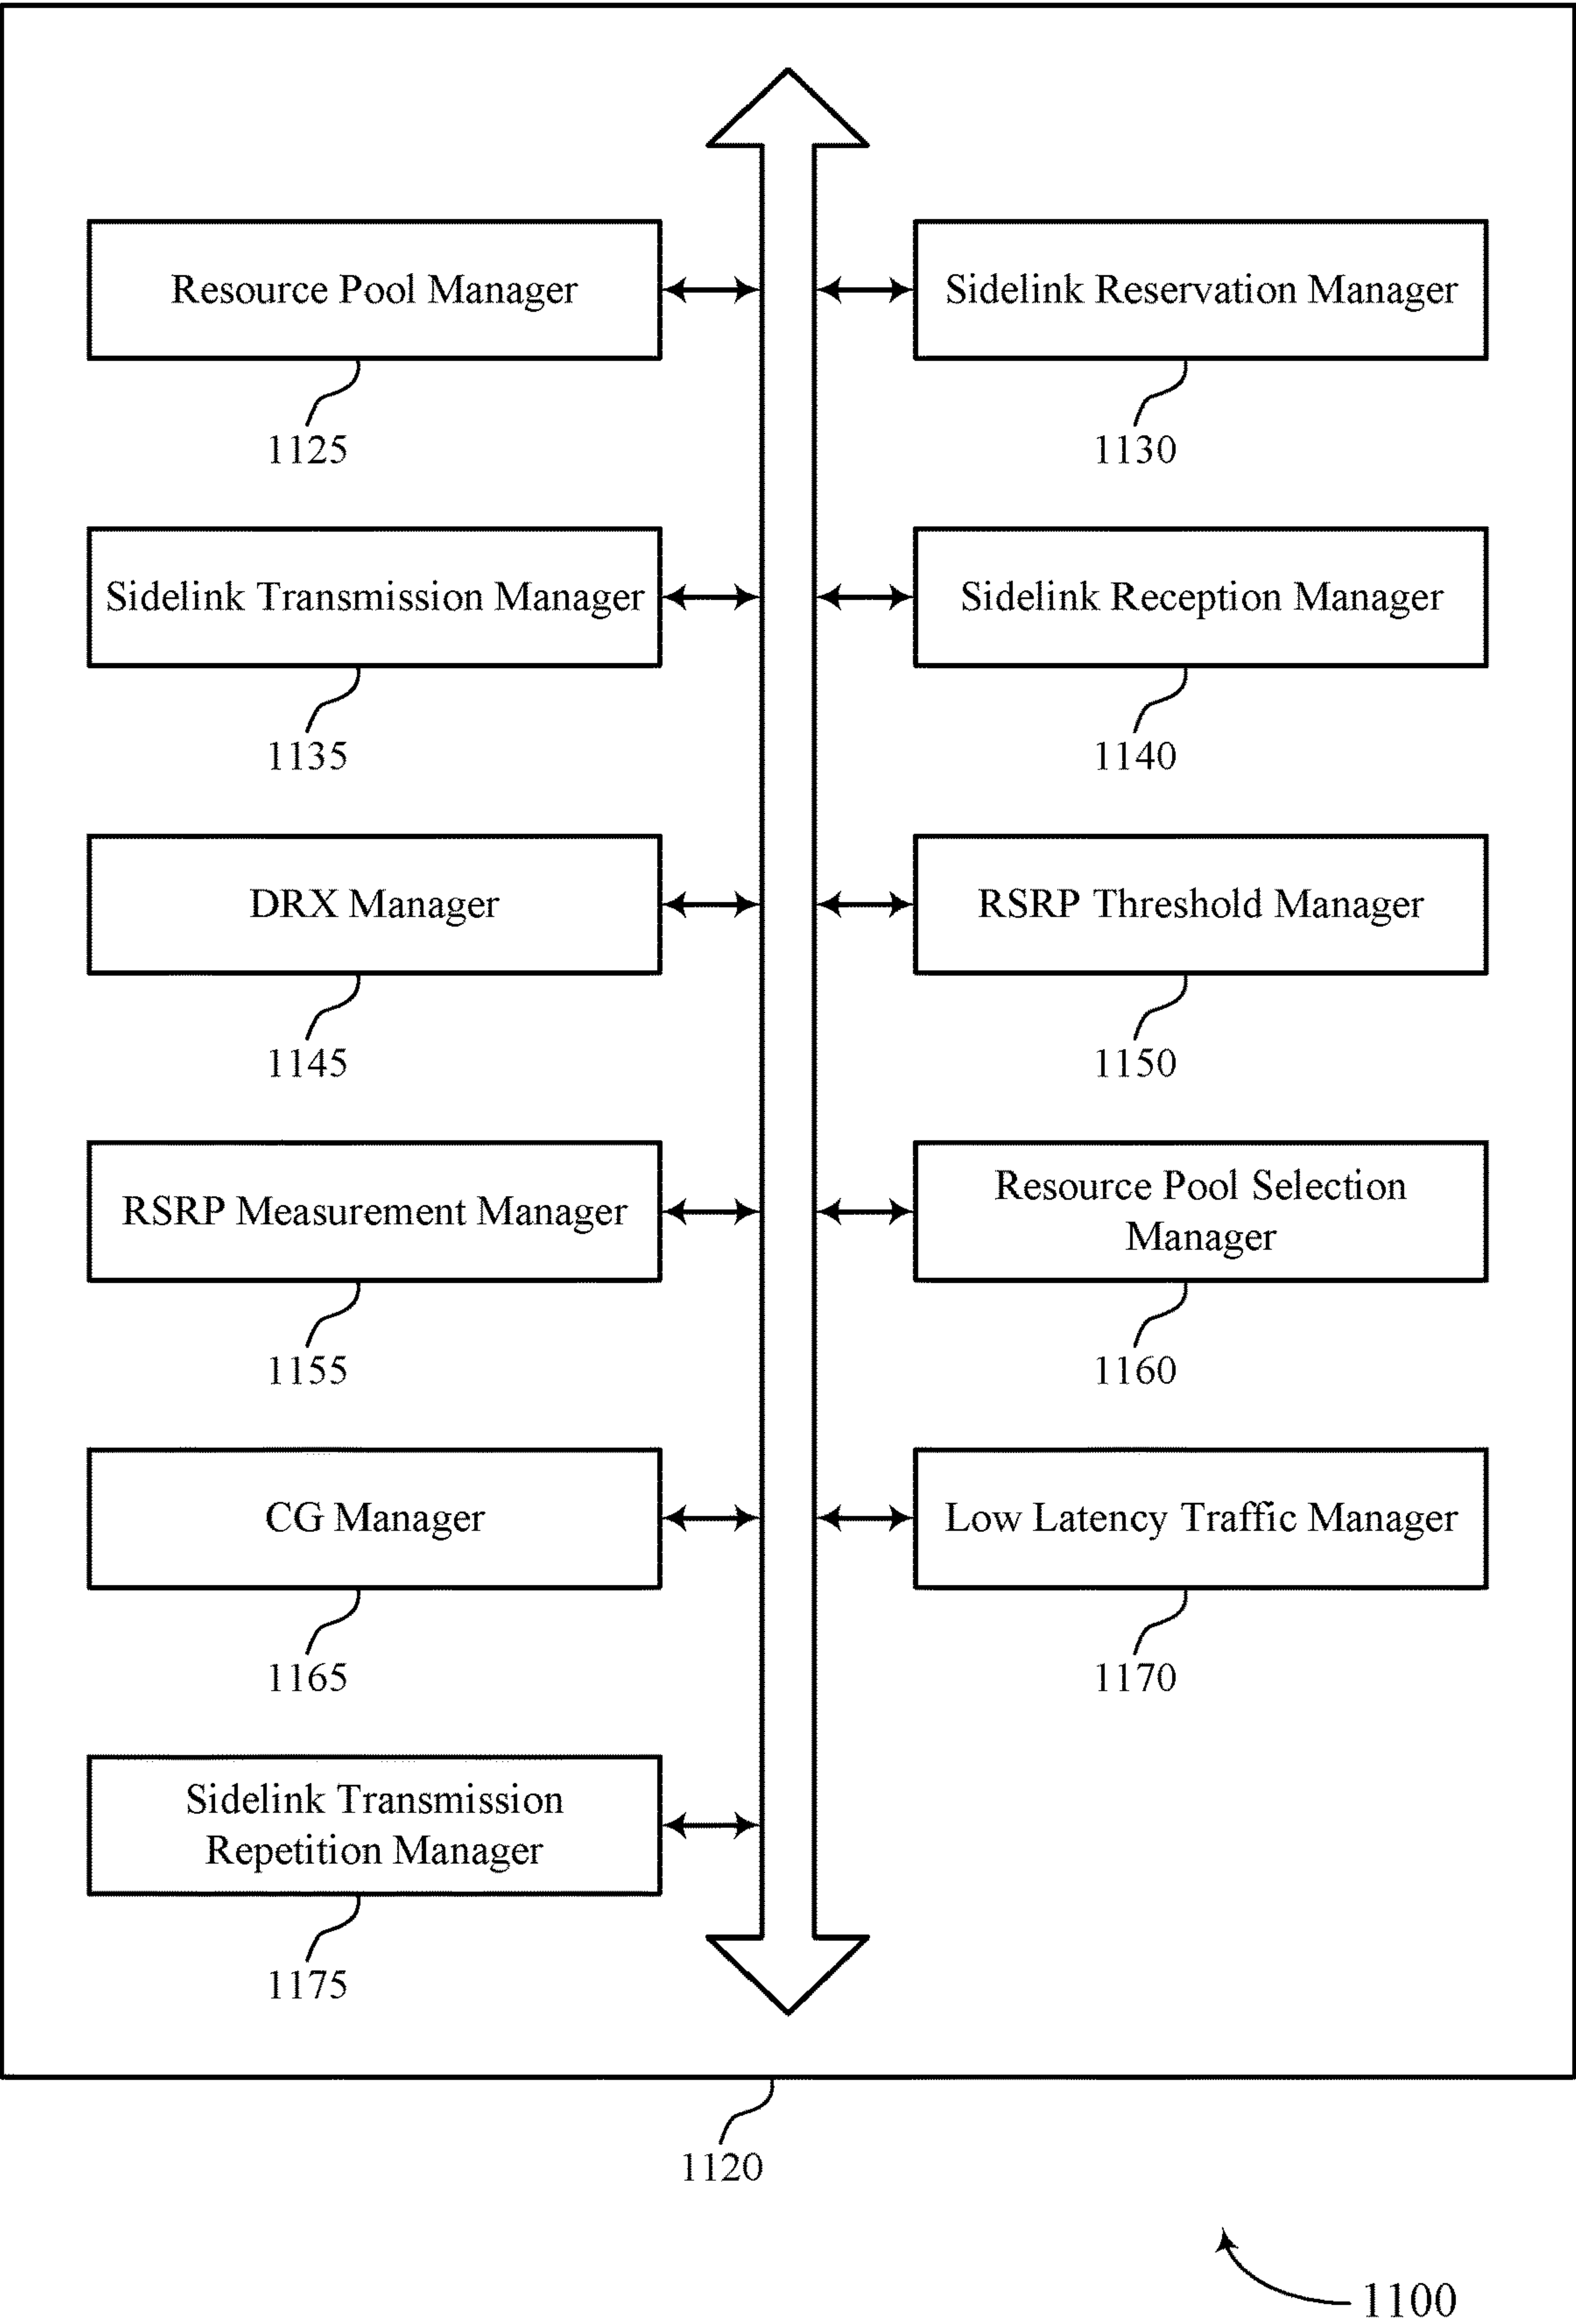 Resource Pool Manager
1125
Sidelink Reservation Manager
1130
Sidelink Transmission Manager
1135
Sidelink Reception Manager
1140
DRX Manager
1145
RSRP Threshold Manager
1150
RSRP Measurement Manager
1155
Resource Pool Selection
Manager
1160
CG Manager
1165
Low Latency Traffic Manager
1170
Sidelink Transmission
Repetition Manager
1175
1120
1100